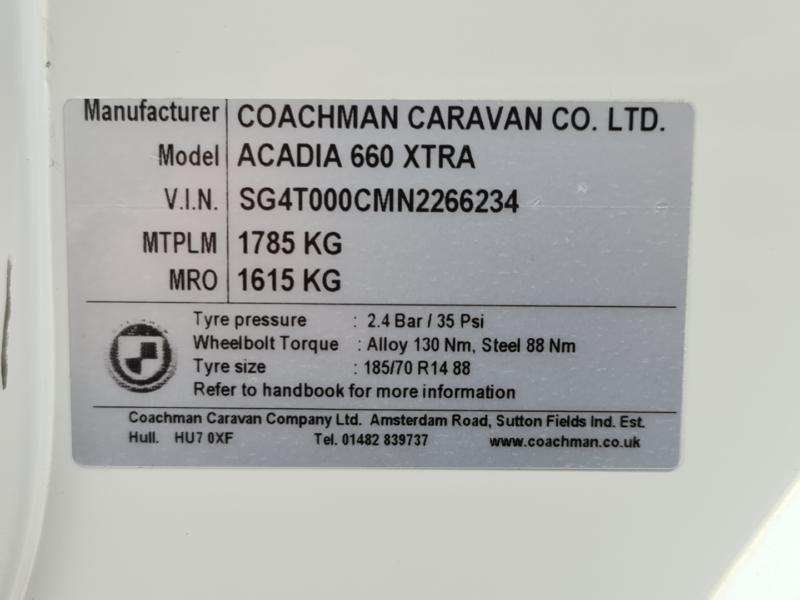 Manufacturer COACHMAN CARAVAN CO. LTD.
Model ACADIA 660 XTRA
V.I.N. SG4T000CMN2266234
MTPLM 1785 KG
MRO 1615 KG
Tyre pressure : 2.4 Bar / 35 Psi
Wheelbolt Torque : Alloy 130 Nm, Steel 88 Nm
Tyre size : 185/70 R14 88
Refer to handbook for more information
Coachman Caravan Company Ltd. Amsterdam Road, Sutton Fields Ind. Est.
Hull. HU7 0XF Tel. 01482 839737 www.coachman.co.uk